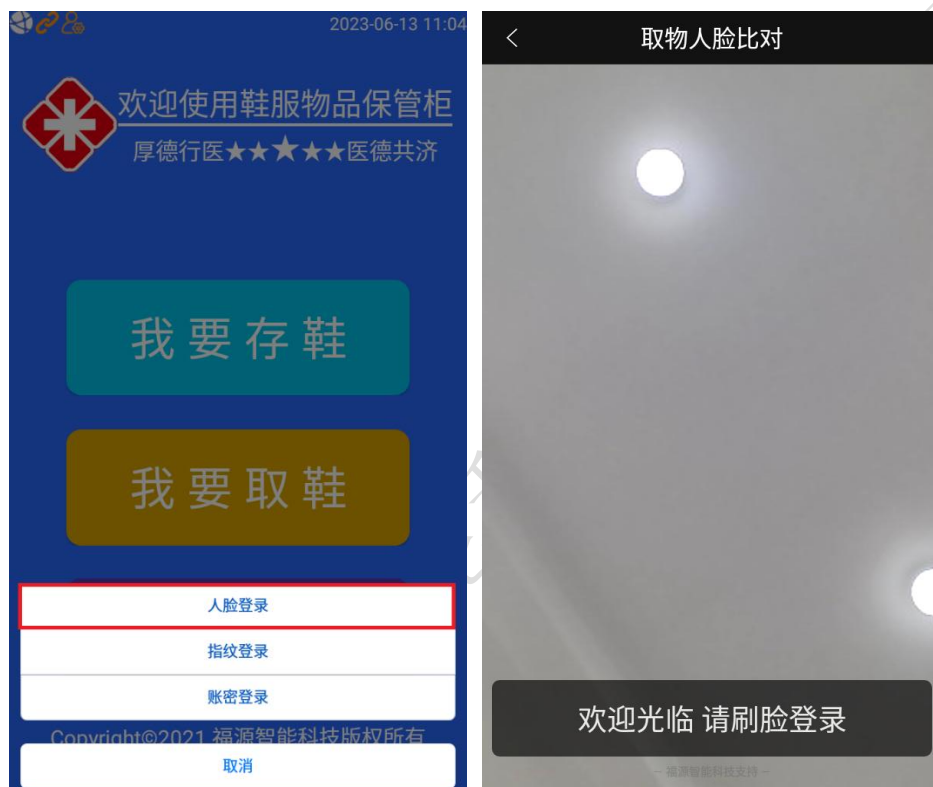 2023-06-13 11:04
欢迎使用鞋服物品保管柜
厚德行医★★★★★医德共济
我要存鞋
我要取鞋
人脸登录
指纹登录
账密登录
Copyright©2021 福源智能科技版权所有
取消
取物人脸比对
欢迎光临 请刷脸登录
— 福源智能科技支持 —